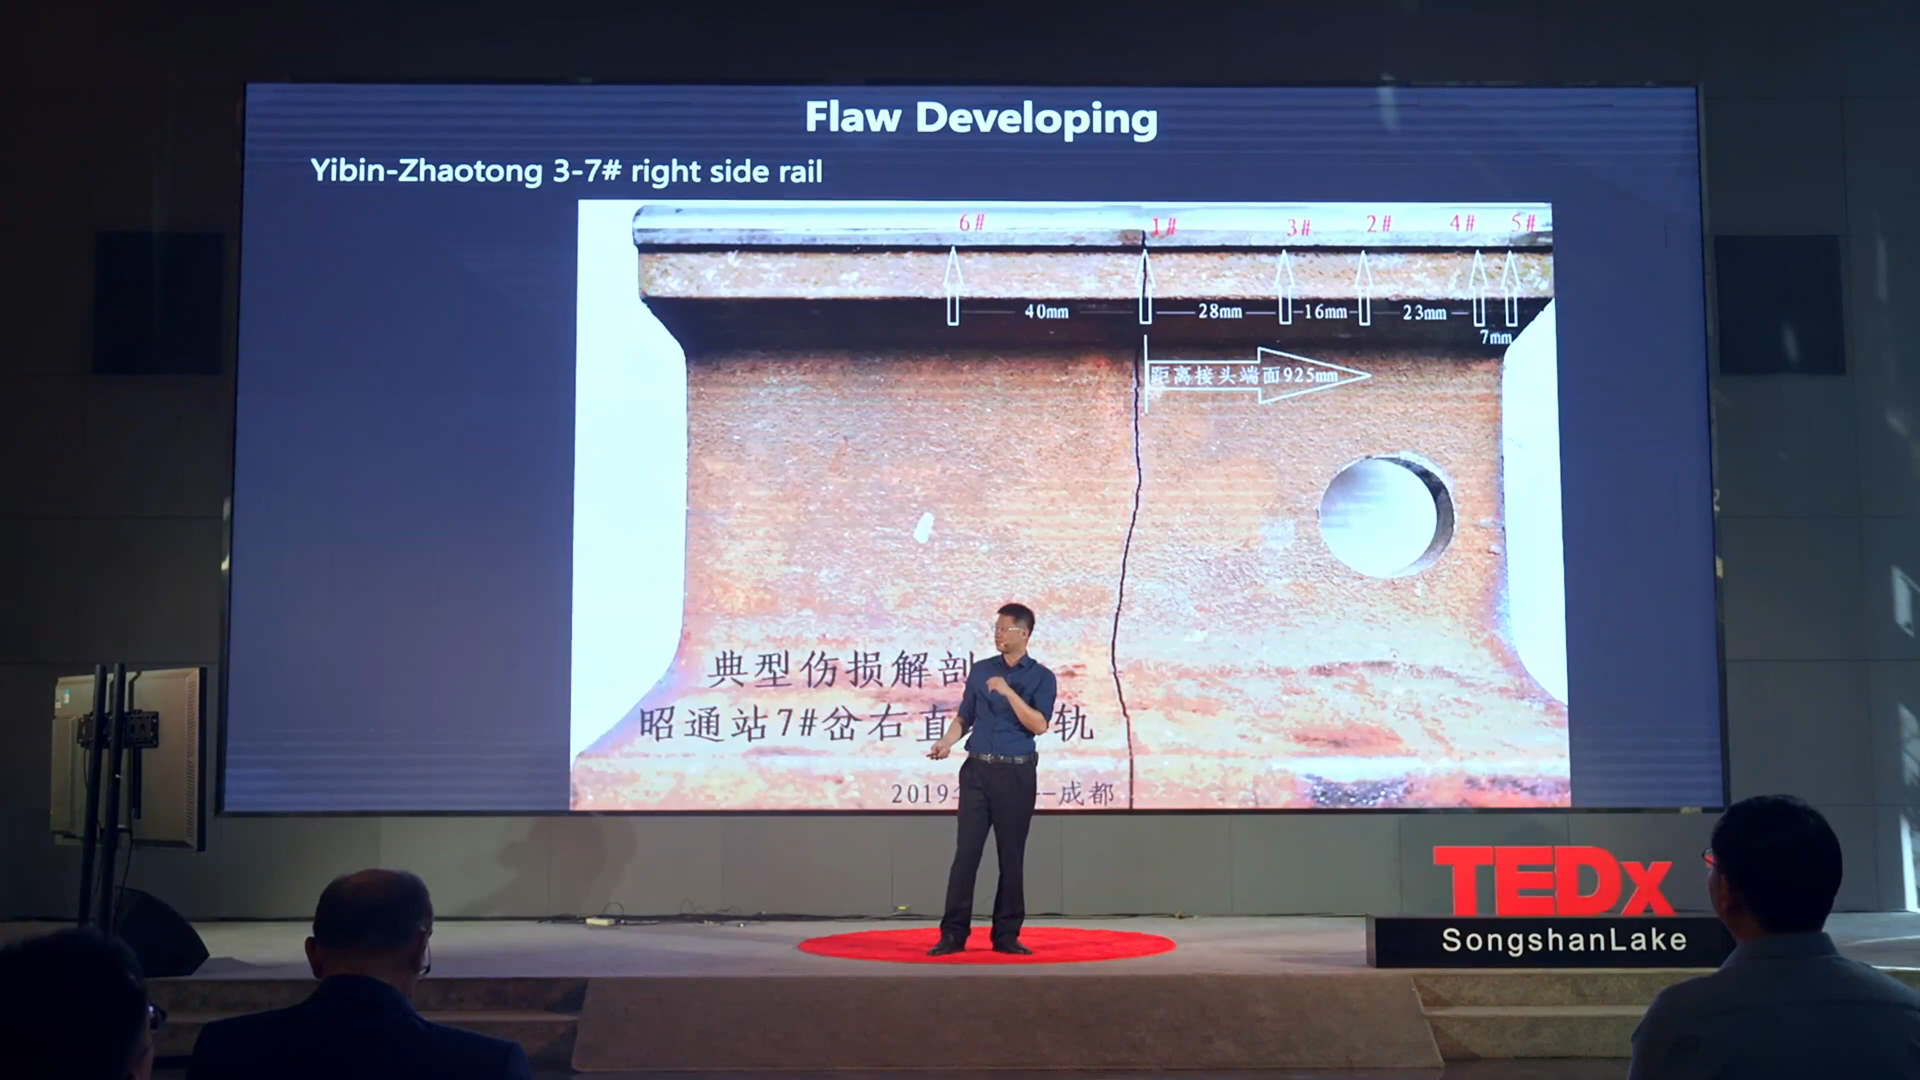 Flaw Developing
Yibin-Zhaotong 3-7# right side rail
6# 1# 3# 2# 4# 5#
40mm 28mm 16mm 23mm
7mm
距离接头端面925mm
典型伤损解剖
昭通站7#岔右直 轨
2019 成都
TEDx
SongshanLake